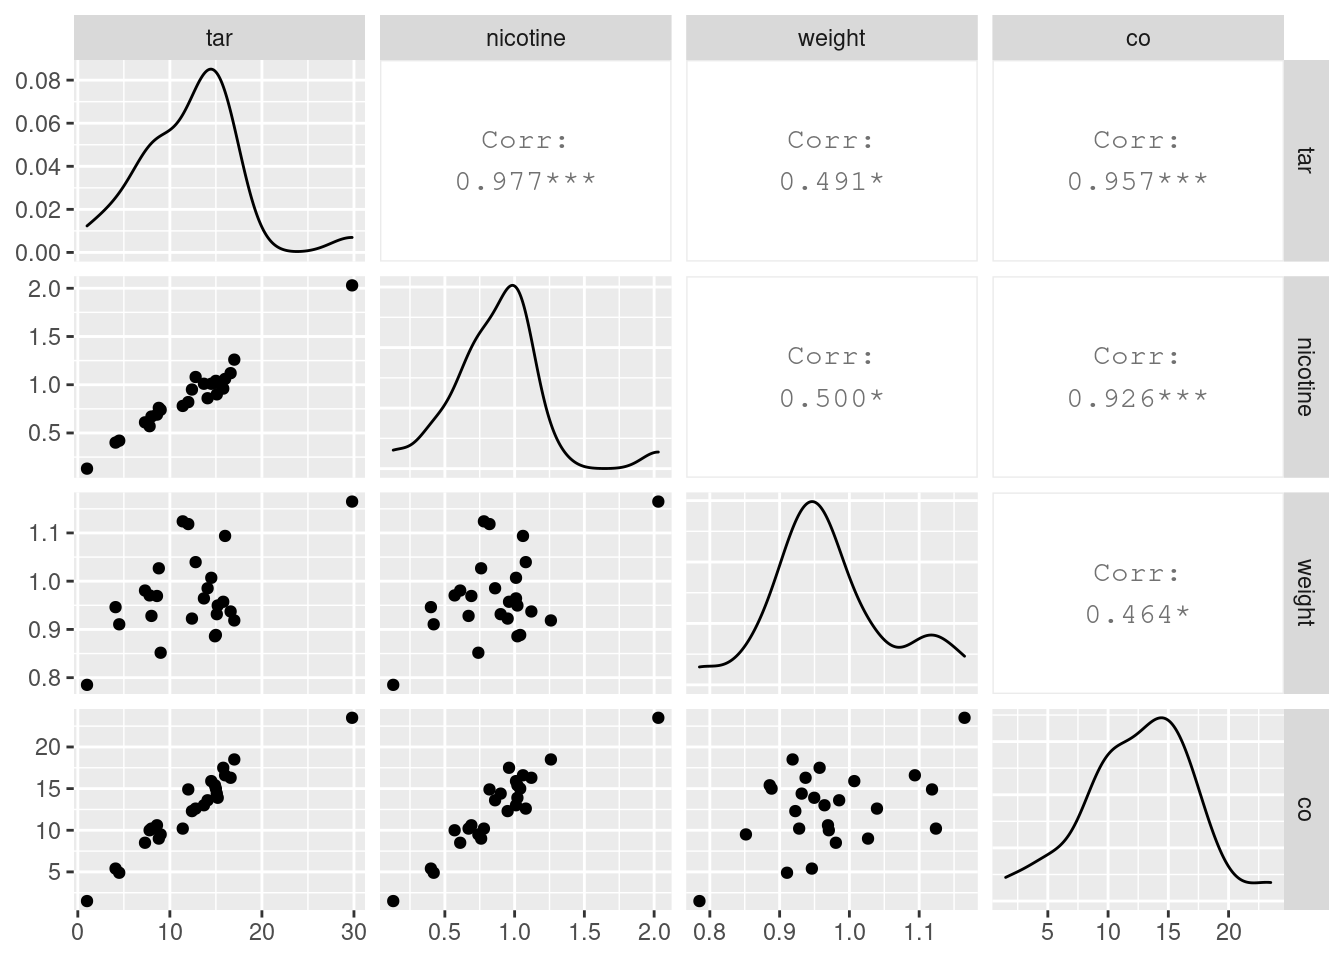 tar nicotine weight co
0.08
0.06
0.04
0.02
0.00
Corr:
0.977***
Corr:
0.491*
Corr:
0.957***
tar
2.0
1.5
1.0
0.5
Corr:
0.500*
Corr:
0.926***
nicotine
1.1
1.0
0.9
0.8
Corr:
0.464*
weight
20
15
10
5
co
0 10 20 30 0.5 1.0 1.5 2.0 0.8 0.9 1.0 1.1 5 10 15 20